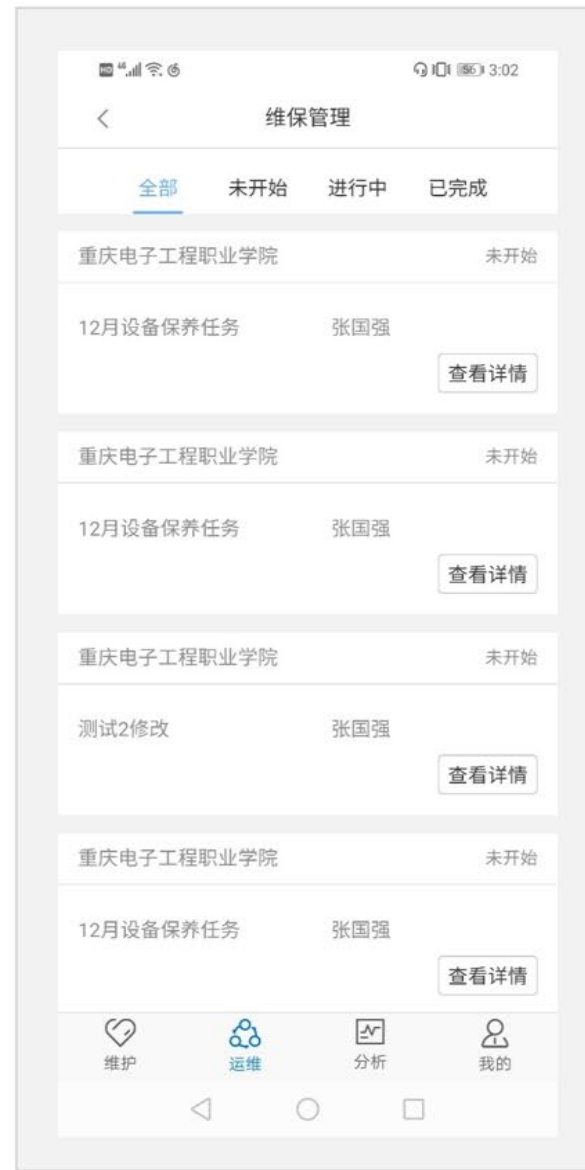 HD 46 56 3:02
维保管理
全部 未开始 进行中 已完成
重庆电子工程职业学院 未开始
12月设备保养任务 张国强
查看详情
重庆电子工程职业学院 未开始
12月设备保养任务 张国强
查看详情
重庆电子工程职业学院 未开始
测试2修改 张国强
查看详情
重庆电子工程职业学院 未开始
12月设备保养任务 张国强
查看详情
维护 运维 分析 我的